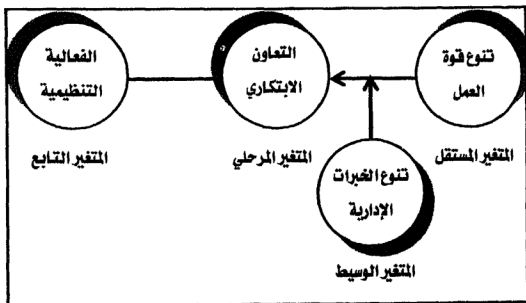 تنوع قوة
العمل
المتغير المستقل
التعاون
الابتكاري
المتغير المرحلي
الفعالية
التنظيمية
المتغير التابع
تنوع الخبرات
الإدارية
المتغير الوسيط